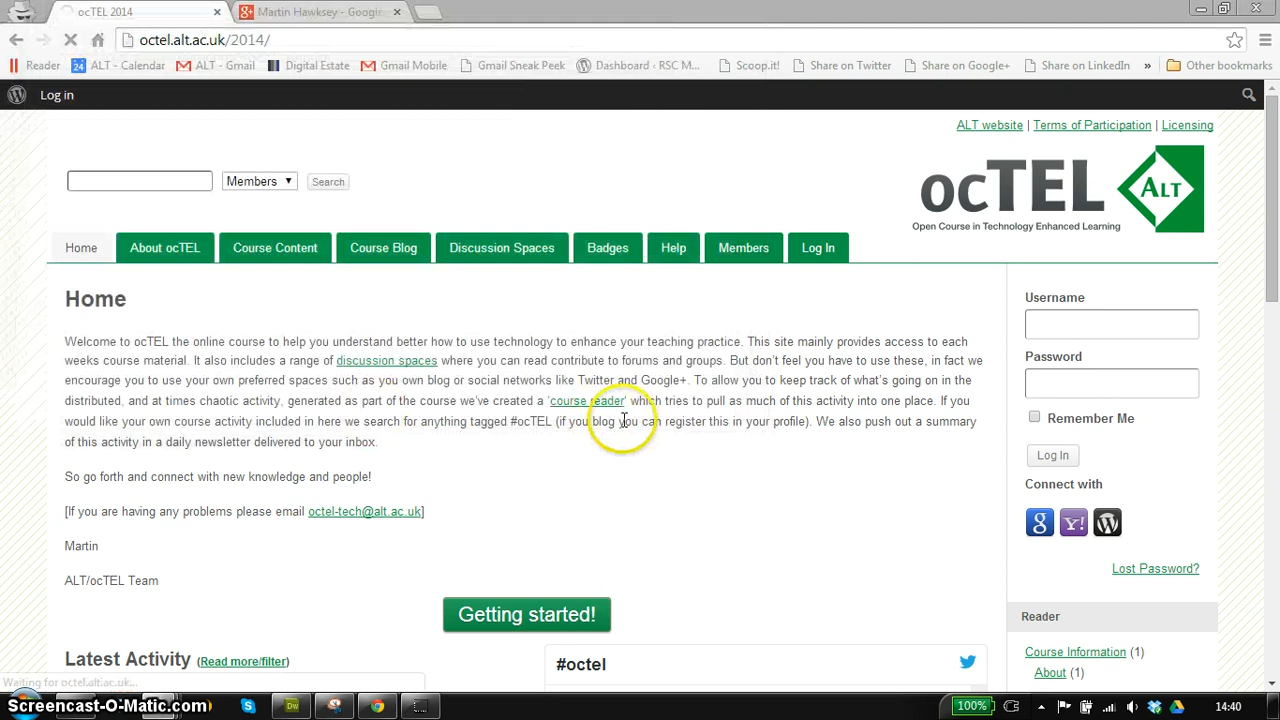 ocTEL 2014 ×
Martin Hawksey - Google ×
octel.alt.ac.uk/2014/
Reader ALT - Calendar ALT - Gmail Digital Estate Gmail Mobile Gmail Sneak Peek Dashboard ‹ RSC M... Scoop.It Share on Twitter Share on Google+ Share on LinkedIn » Other bookmarks
Log in
ALT website | Terms of Participation | Licensing
Members Search
ocTEL ALT
Open Course in Technology Enhanced Learning
Home About ocTEL Course Content Course Blog Discussion Spaces Badges Help Members Log In
Home
Welcome to ocTEL the online course to help you understand better how to use technology to enhance your teaching practice. This site mainly provides access to each
weeks course material. It also includes a range of discussion spaces where you can read contribute to forums and groups. But don't feel you have to use these, in fact we
encourage you to use your own preferred spaces such as you own blog or social networks like Twitter and Google+. To allow you to keep track of what's going on in the
distributed, and at times chaotic activity, generated as part of the course we've created a 'course reader' which tries to pull as much of this activity into one place. If you
would like your own course activity included in here we search for anything tagged #ocTEL (if you blog you can register this in your profile). We also push out a summary
of this activity in a daily newsletter delivered to your inbox.
So go forth and connect with new knowledge and people!
[If you are having any problems please email octel-tech@alt.ac.uk]
Martin
ALT/ocTEL Team
Getting started!
Latest Activity (Read more/filter)
#octel
Username
Password
Remember Me
Log In
Connect with
Lost Password?
Reader
Course Information (1)
About (1)
Waiting for octel.alt.ac.uk...
Screencast-O-Matic.com
100%
14:40